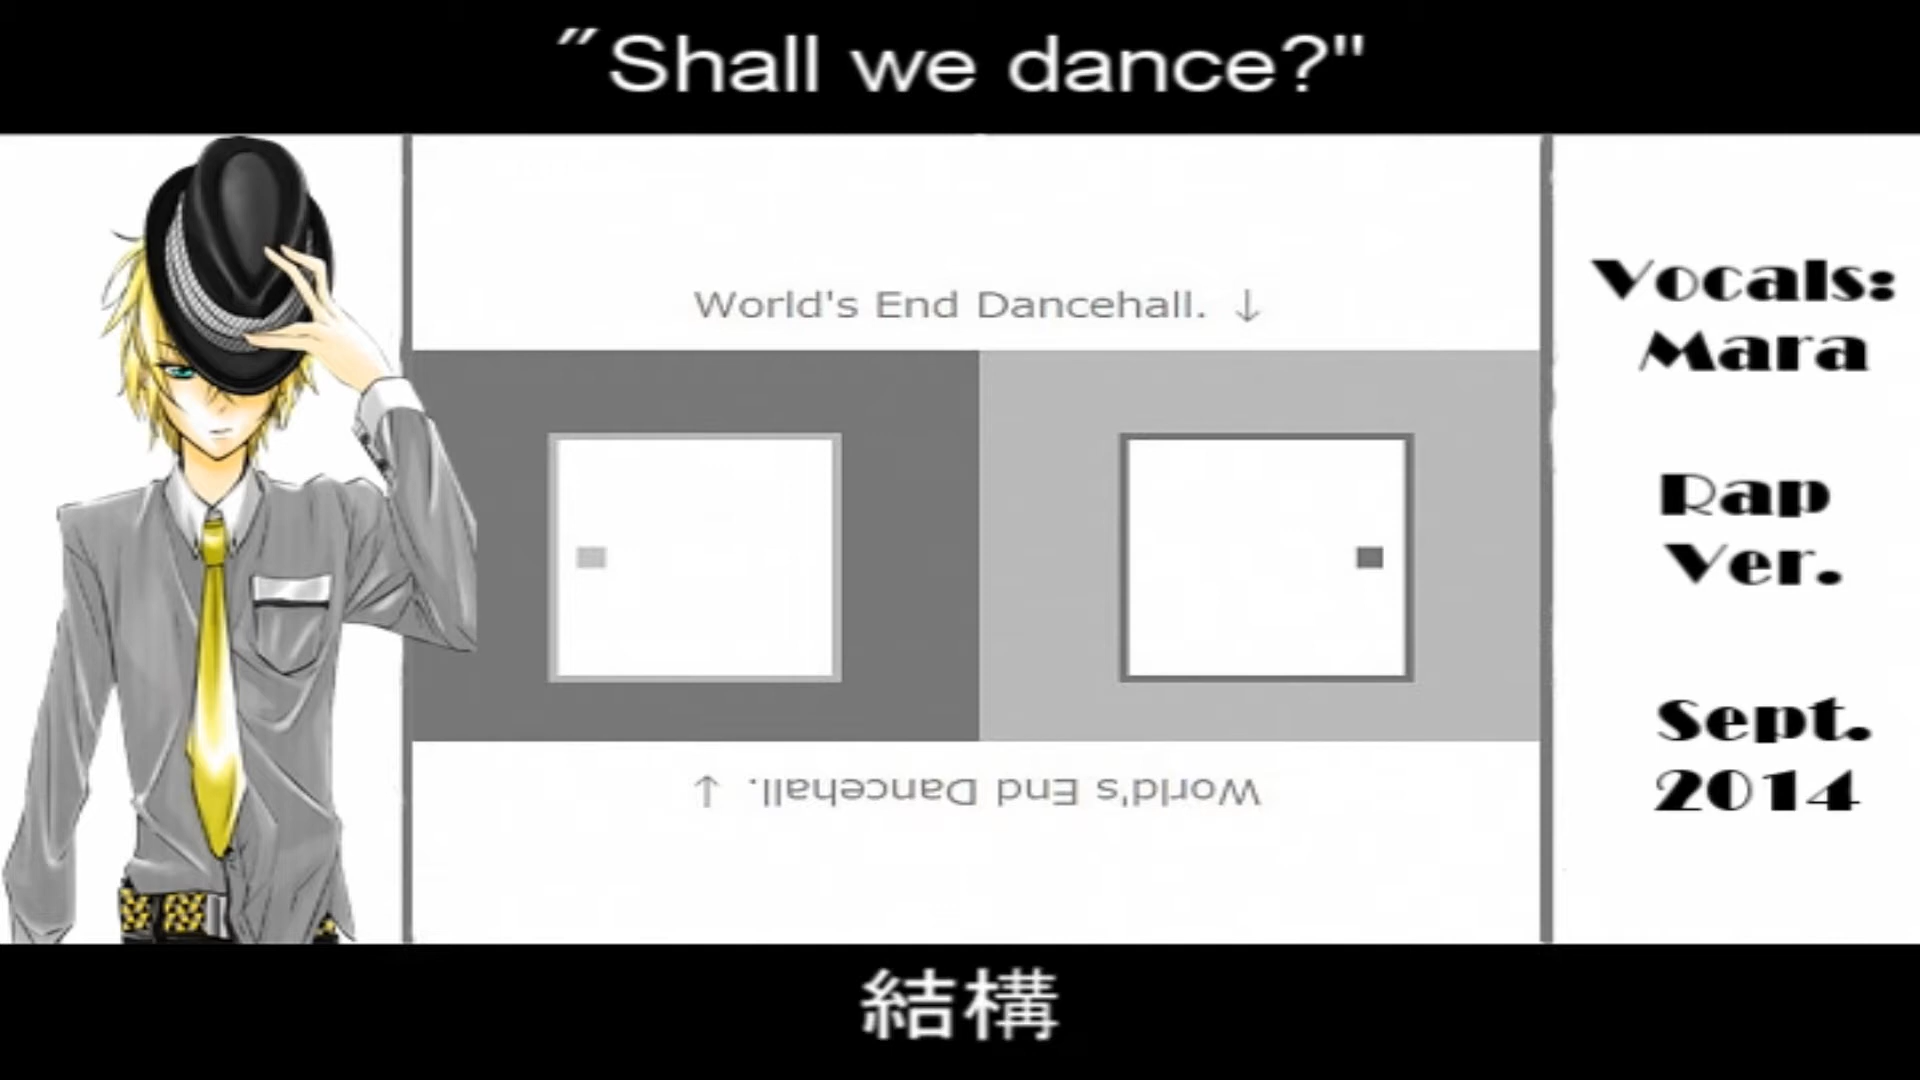 "Shall we dance?"
World's End Dancehall. ↓
World's End Dancehall. ↓
Vocals:
Mara
Rap
Ver.
Sept.
2014
結構